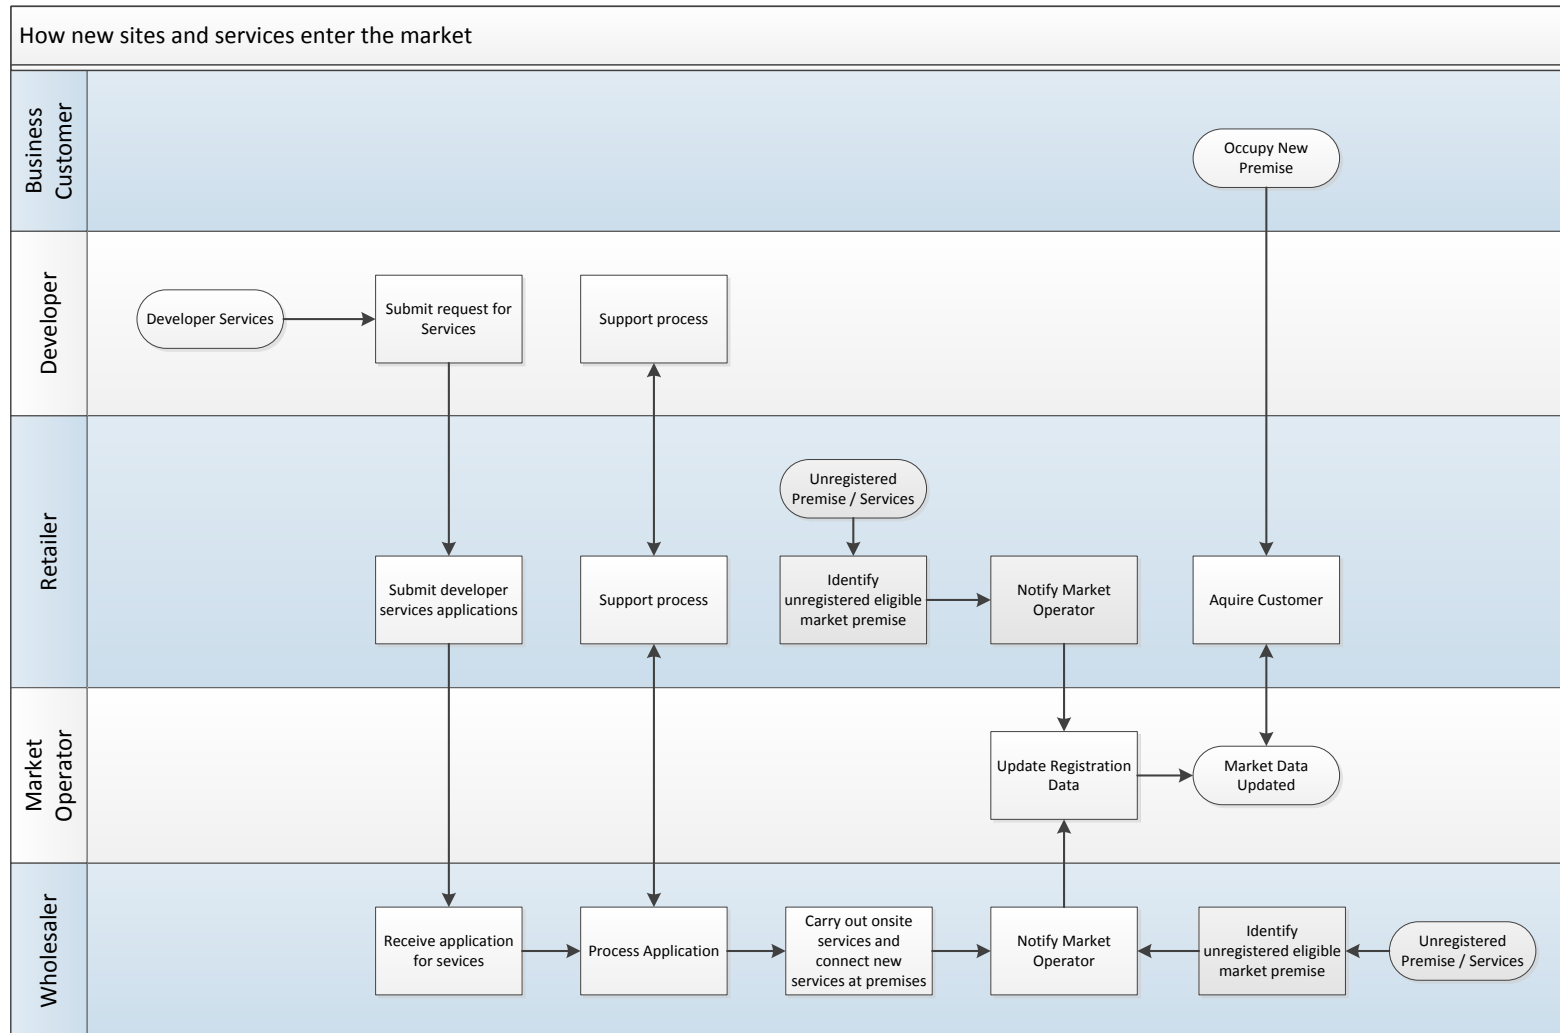 How new sites and services enter the market
Business
Customer
Occupy New
Premise
Developer
Developer Services
Submit request for
Services
Support process
Retailer
Unregistered
Premise / Services
Submit developer
services applications
Support process
Identify
unregistered eligible
market premise
Notify Market
Operator
Aquire Customer
Market
Operator
Update Registration
Data
Market Data
Updated
Wholesaler
Receive application
for sevices
Process Application
Carry out onsite
services and
connect new
services at premises
Notify Market
Operator
Identify
unregistered eligible
market premise
Unregistered
Premise / Services